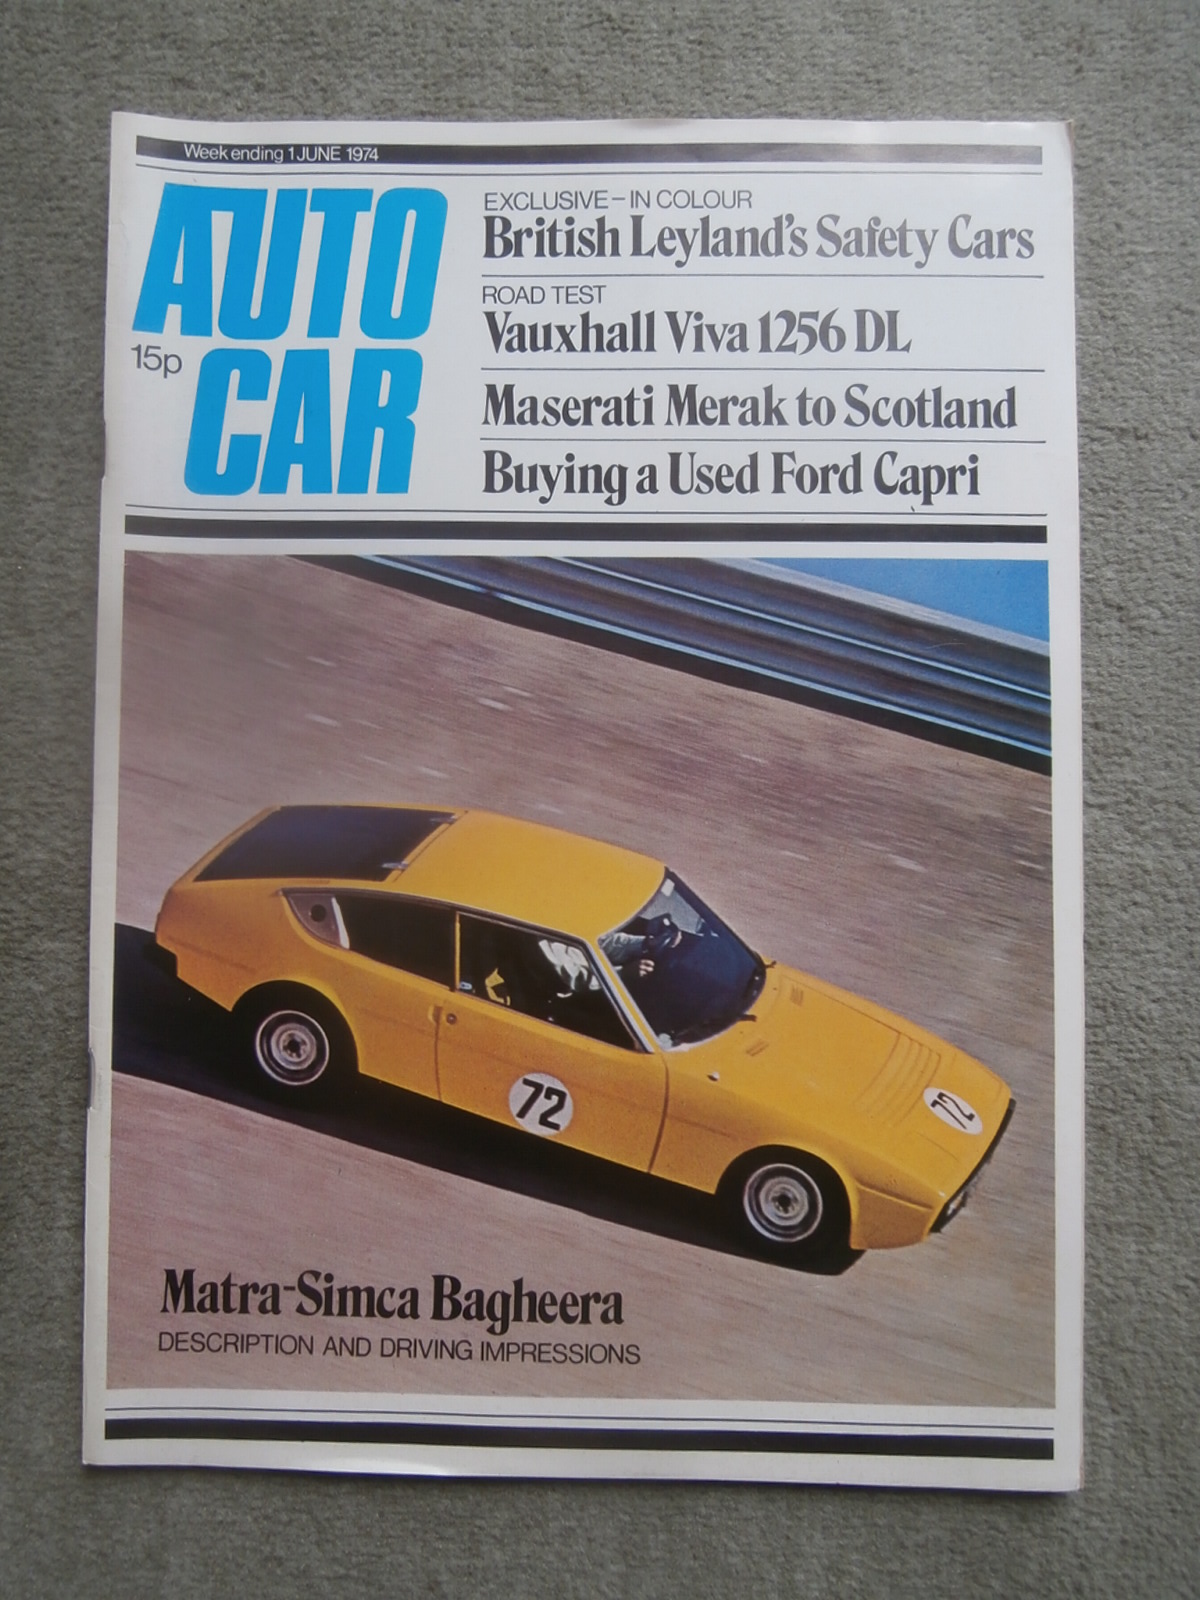 Week ending 1 JUNE 1974
AUTO
CAR
15p
EXCLUSIVE – IN COLOUR
British Leyland's Safety Cars
ROAD TEST
Vauxhall Viva 1256 DL
Maserati Merak to Scotland
Buying a Used Ford Capri
72
72
Matra-Simca Bagheera
DESCRIPTION AND DRIVING IMPRESSIONS